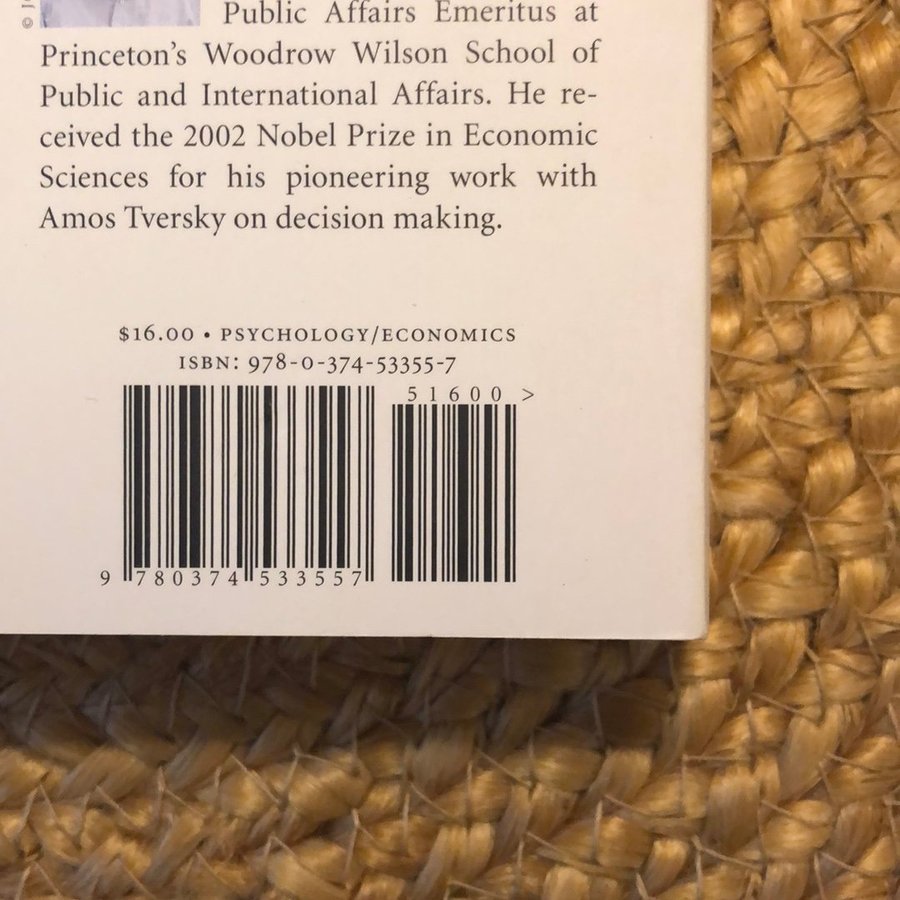 Public Affairs Emeritus at
Princeton's Woodrow Wilson School of
Public and International Affairs. He re-
ceived the 2002 Nobel Prize in Economic
Sciences for his pioneering work with
Amos Tversky on decision making.
$16.00 • PSYCHOLOGY/ECONOMICS
ISBN: 978-0-374-53355-7
51600 >
9 780374 533557